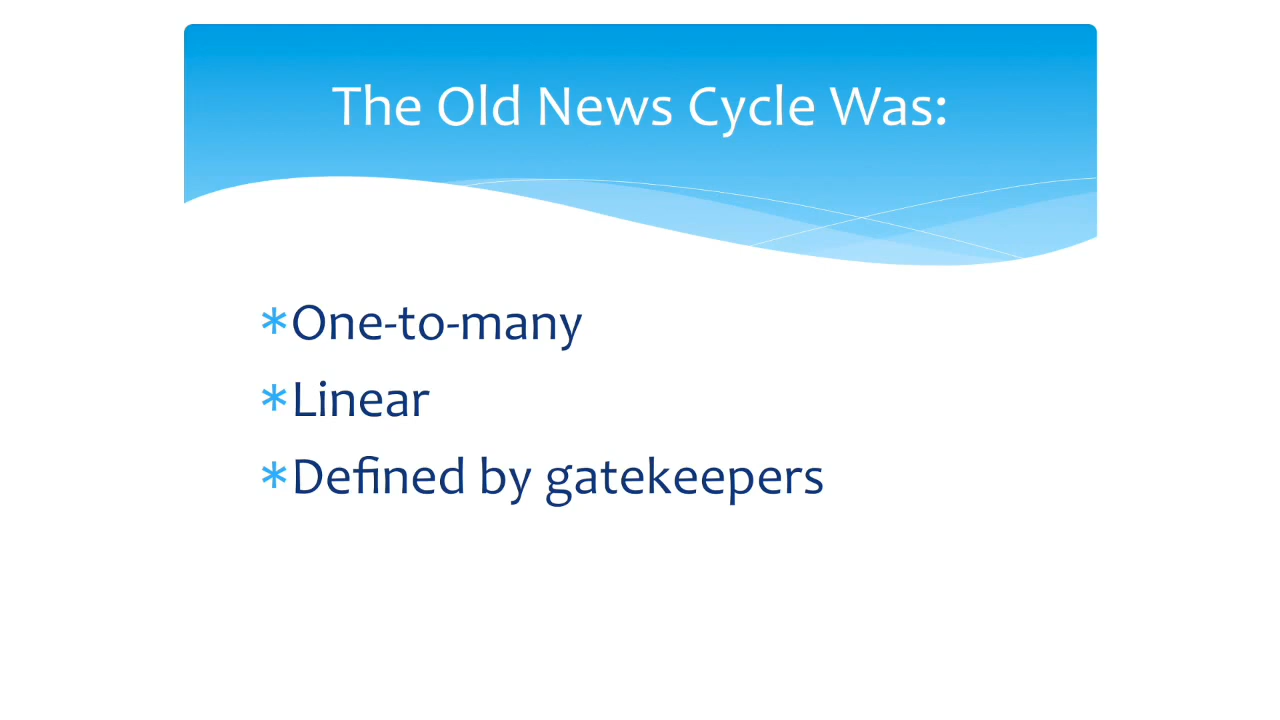 The Old News Cycle Was:
*One-to-many
*Linear
*Defined by gatekeepers